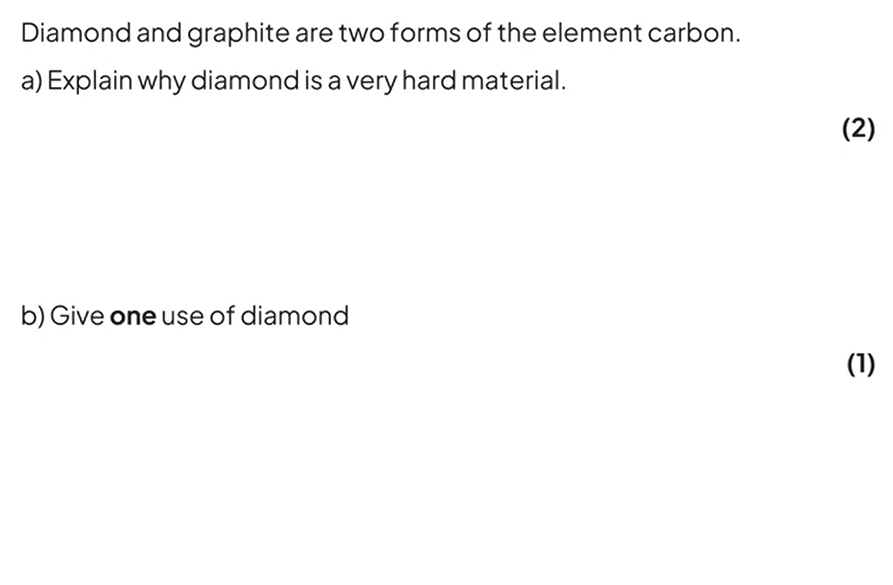 Diamond and graphite are two forms of the element carbon.
a) Explain why diamond is a very hard material.
(2)
b) Give one use of diamond
(1)